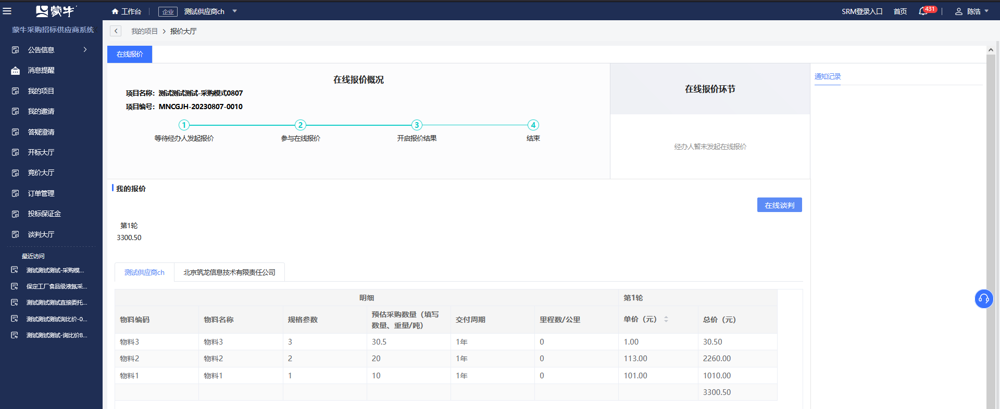 蒙牛
工作台
企业
测试供应商ch
SRM登录入口
首页
431
陈浩
蒙牛采购招标供应商系统
公告信息
消息提醒
我的项目
我的邀请
答疑澄清
开标大厅
竞价大厅
订单管理
投标保证金
谈判大厅
最近访问
测试测试测试-采购模...
保定工厂食品级液氮采...
测试测试测试直接委托...
测试测试测试询比价-0...
测试测试测试-询比价8...
我的项目 > 报价大厅
在线报价
在线报价概况
项目名称：测试测试测试-采购模式0807
项目编号：MNCGJH-20230807-0010
1 2 3 4
等待经办人发起报价 参与在线报价 开启报价结果 结束
在线报价环节
经办人暂未发起在线报价
通知记录
我的报价
在线谈判
第1轮
3300.50
测试供应商ch 北京筑龙信息技术有限责任公司
明细 第1轮
物料编码 物料名称 规格参数 预估采购数量（填写 交付周期 里程数/公里 单价（元） 总价（元）
数量、重量/吨）
物料3 物料3 3 30.5 1年 0 1.00 30.50
物料2 物料2 2 20 1年 0 113.00 2260.00
物料1 物料1 1 10 1年 0 101.00 1010.00
3300.50